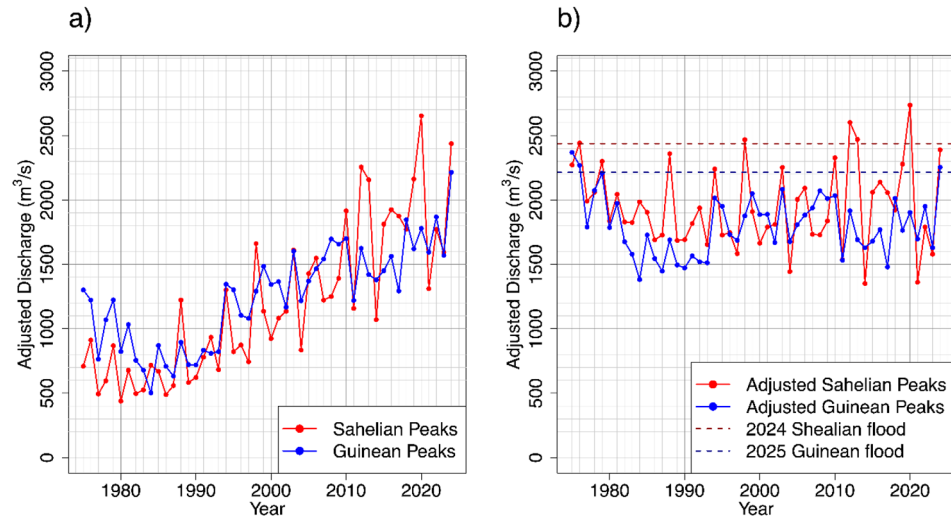 a)
b)
3000
2500
2000
1500
1000
500
0
Adjusted Discharge (m³/s)
1980
1990
2000
2010
2020
Year
Sahelian Peaks
Guinean Peaks
3000
2500
2000
1500
1000
500
0
Adjusted Discharge (m³/s)
1980
1990
2000
2010
2020
Year
Adjusted Sahelian Peaks
Adjusted Guinean Peaks
2024 Shealian flood
2025 Guinean flood